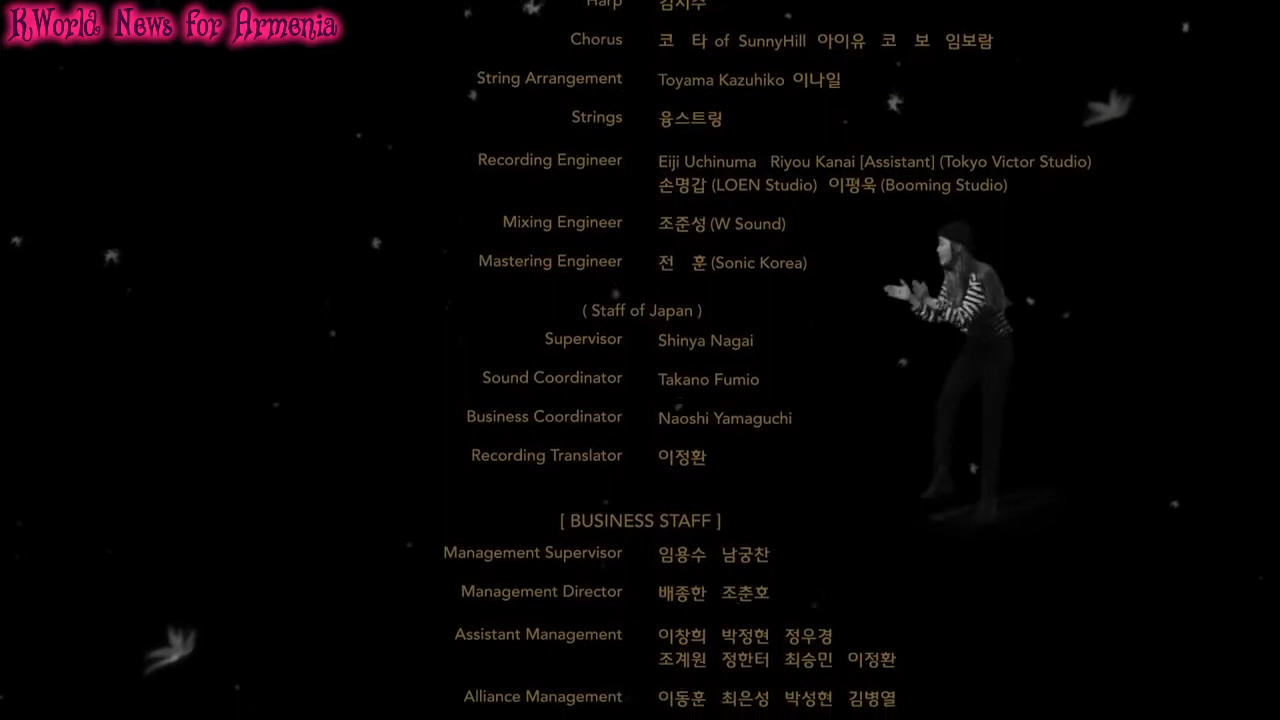 KWorld News for Armenia
Harp 김지수
Chorus 코 타 of SunnyHill 아이유 코 보 임보람
String Arrangement Toyama Kazuhiko 이나일
Strings 융스트링
Recording Engineer Eiji Uchinuma Riyou Kanai [Assistant] (Tokyo Victor Studio)
손명갑 (LOEN Studio) 이평욱 (Booming Studio)
Mixing Engineer 조준성 (W Sound)
Mastering Engineer 전 훈 (Sonic Korea)
( Staff of Japan )
Supervisor Shinya Nagai
Sound Coordinator Takano Fumio
Business Coordinator Naoshi Yamaguchi
Recording Translator 이정환
[ BUSINESS STAFF ]
Management Supervisor 임용수 남궁찬
Management Director 배종한 조춘호
Assistant Management 이창희 박정현 정우경
조계원 정한터 최승민 이정환
Alliance Management 이동훈 최은성 박성현 김병열